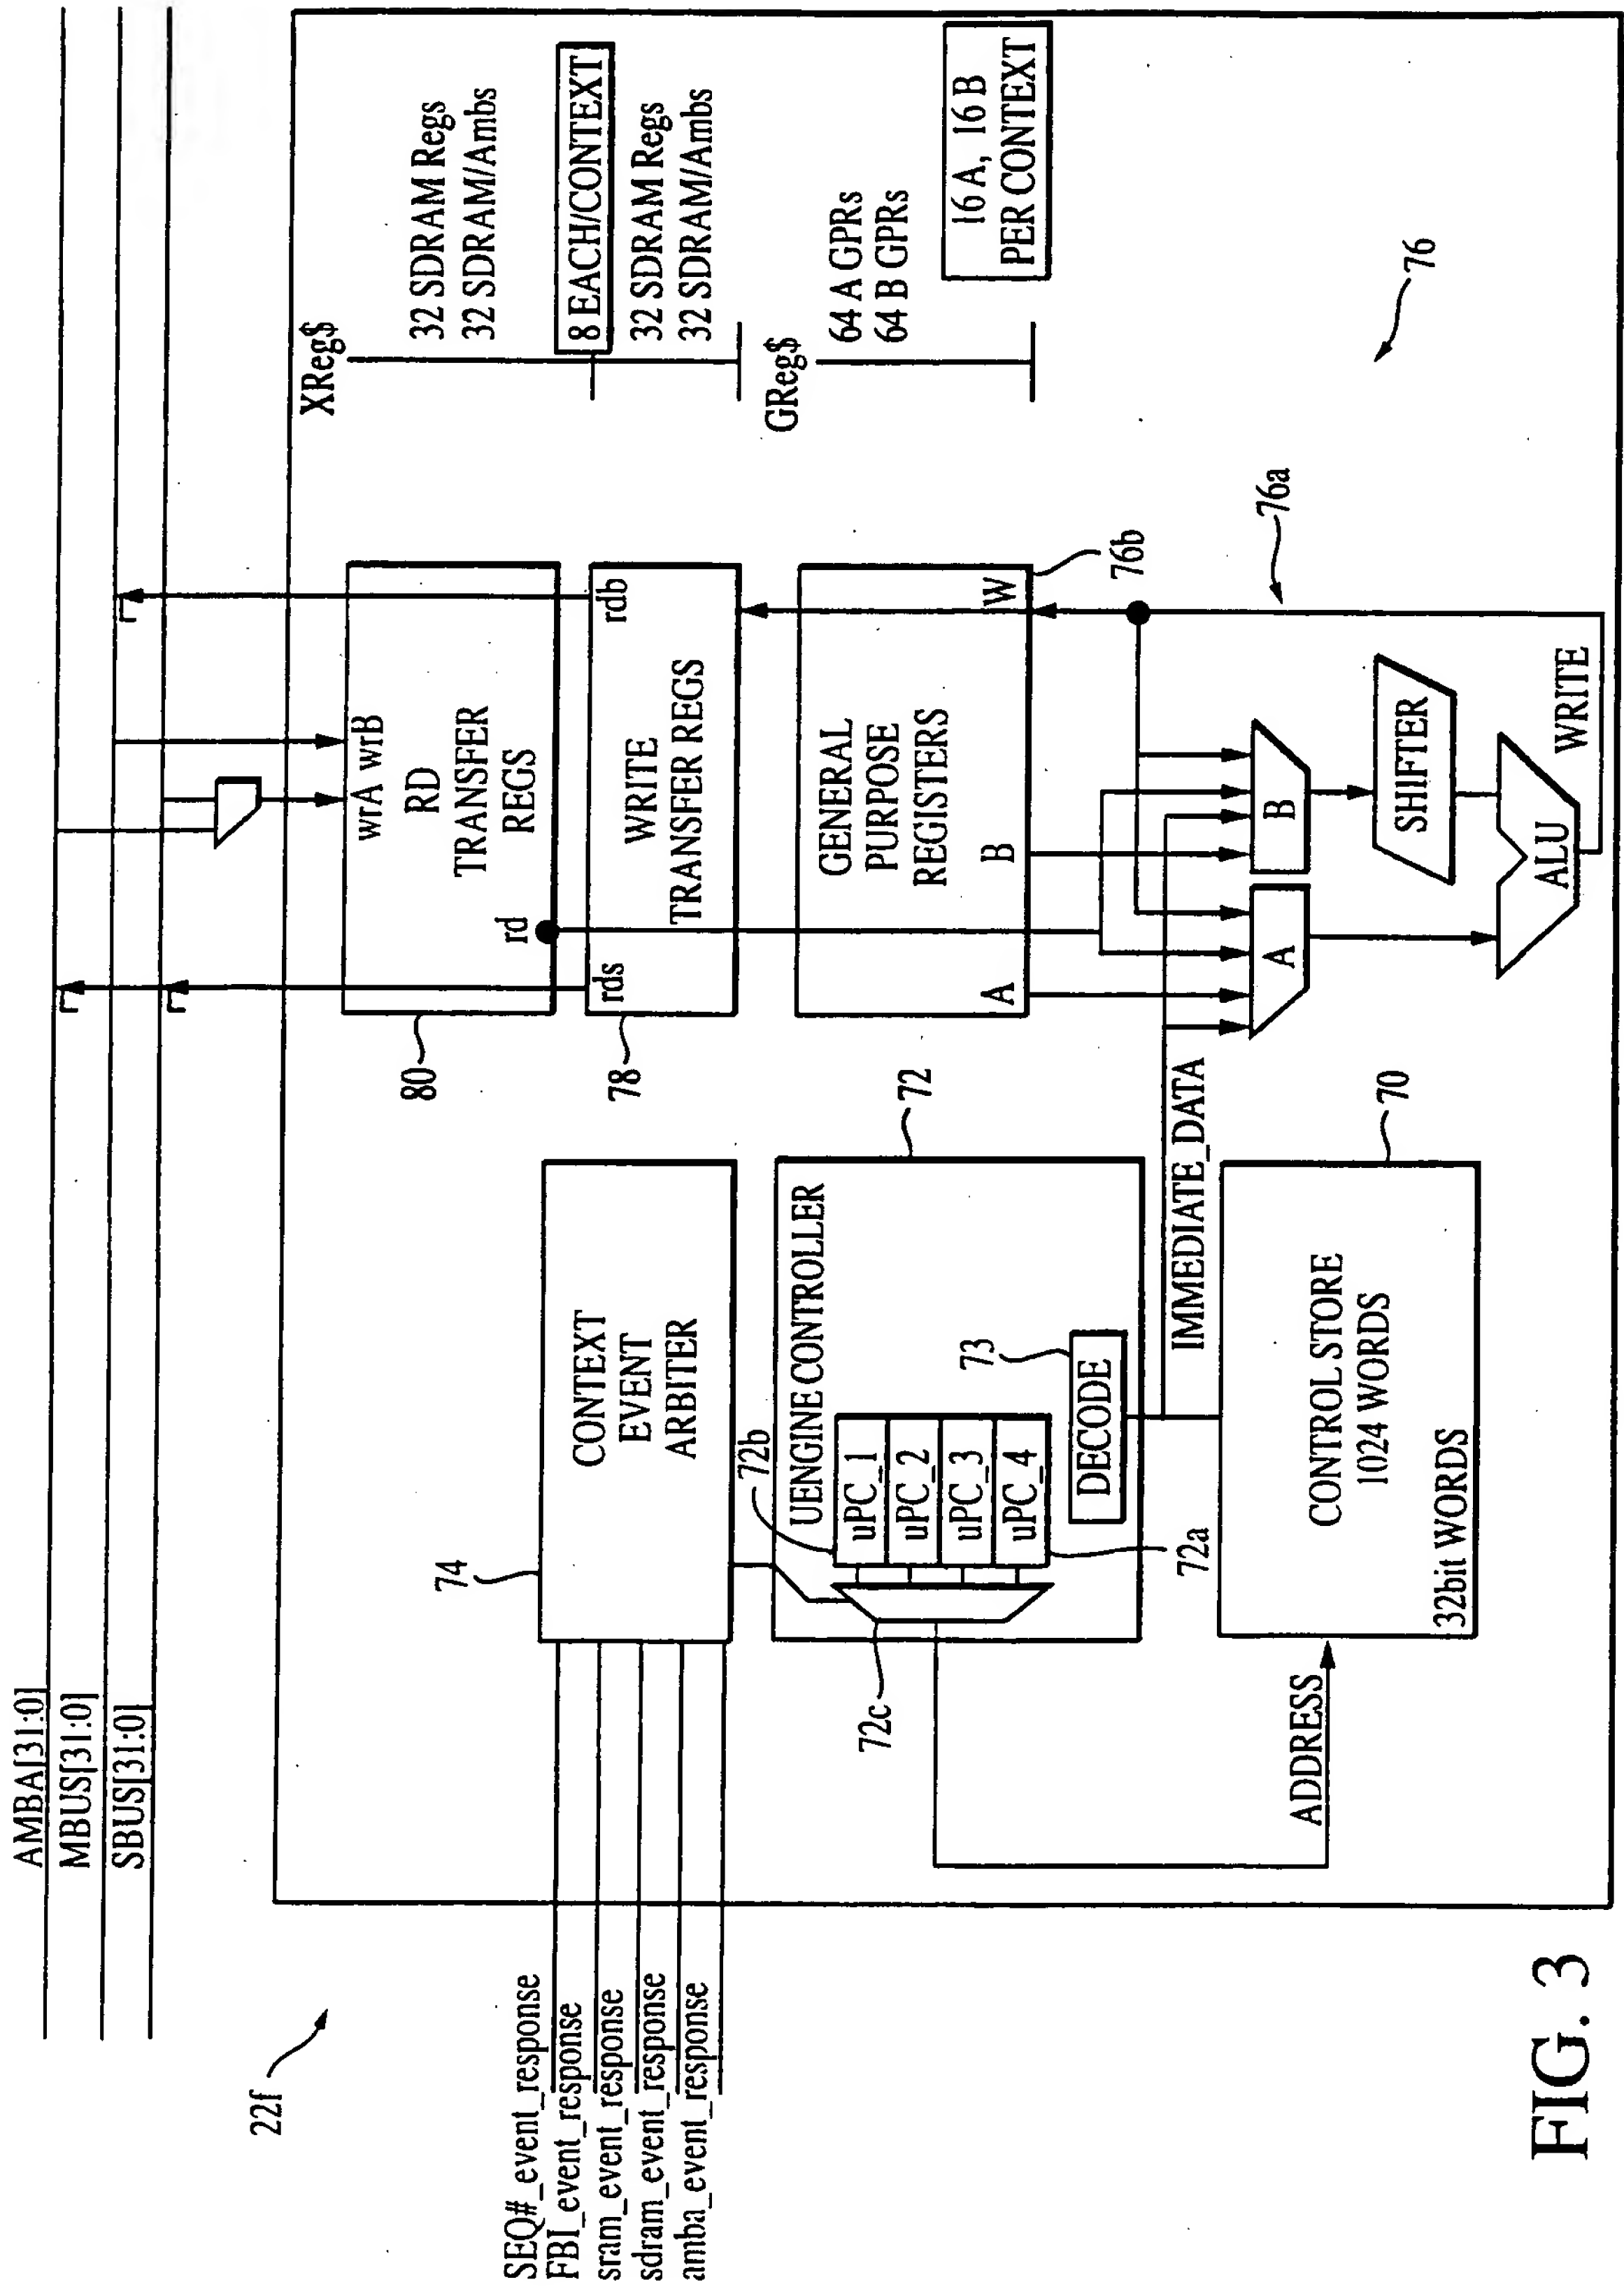 AMBA[31:0]
MBUS[31:0]
SBUS[31:0]
22f
SEQ#_event_response
FBI_event_response
sram_event_response
sdram_event_response
amba_event_response
74
CONTEXT
EVENT
ARBITER
72b
72
UENGINE CONTROLLER
uPC_1
uPC_2
uPC_3
uPC_4
72a
72c
73
DECODE
IMMEDIATE_DATA
ADDRESS
70
CONTROL STORE
1024 WORDS
32bit WORDS
80
wrA wrB
RD
TRANSFER
REGS
rd
78
rds
rdb
WRITE
TRANSFER REGS
GENERAL
PURPOSE
REGISTERS
A
B
W
76b
76a
A
B
SHIFTER
ALU
WRITE
XReg$
32 SDRAM Regs
32 SDRAM/Ambs
8 EACH/CONTEXT
32 SDRAM Regs
32 SDRAM/Ambs
GReg$
64 A GPRs
64 B GPRs
16 A, 16 B
PER CONTEXT
76
FIG. 3